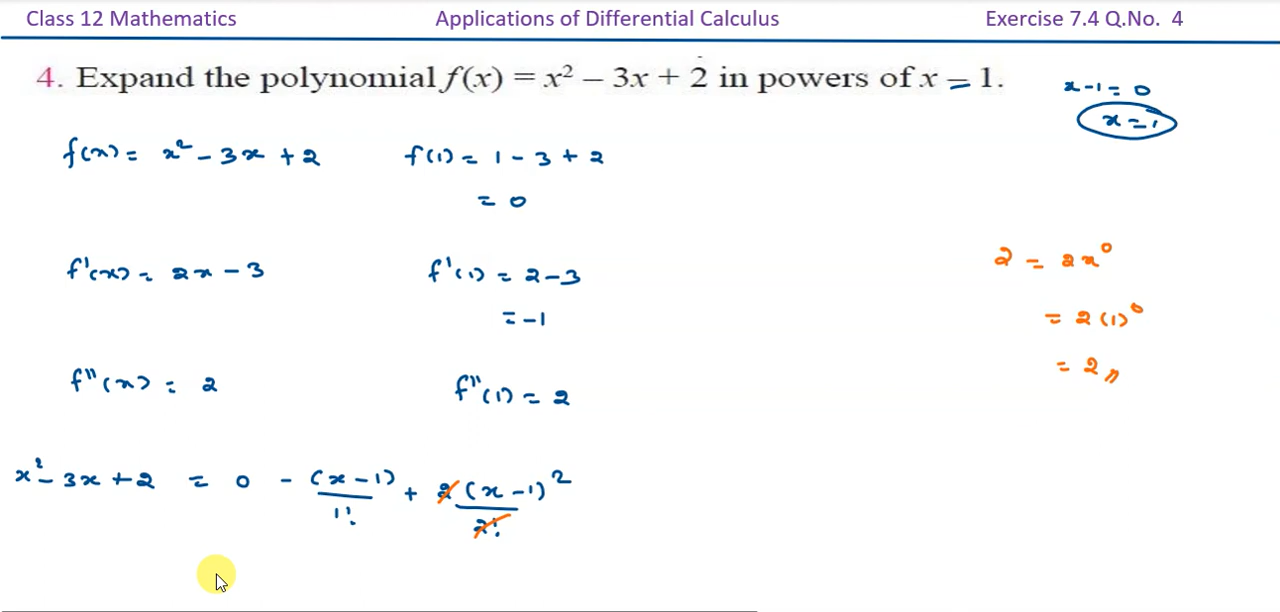 Class 12 Mathematics Applications of Differential Calculus Exercise 7.4 Q.No. 4
4. Expand the polynomial f(x) = x² – 3x + 2 in powers of x – 1.
x - 1 = 0
x = 1
f(x) = x² - 3x + 2 f(1) = 1 - 3 + 2
= 0
f'(x) = 2x - 3 f'(1) = 2 - 3
= -1
f''(x) = 2 f''(1) = 2
2 = 2x⁰
= 2(1)⁰
= 2//
x² - 3x + 2 = 0 - (x - 1)/1! + 2(x - 1)²/2!